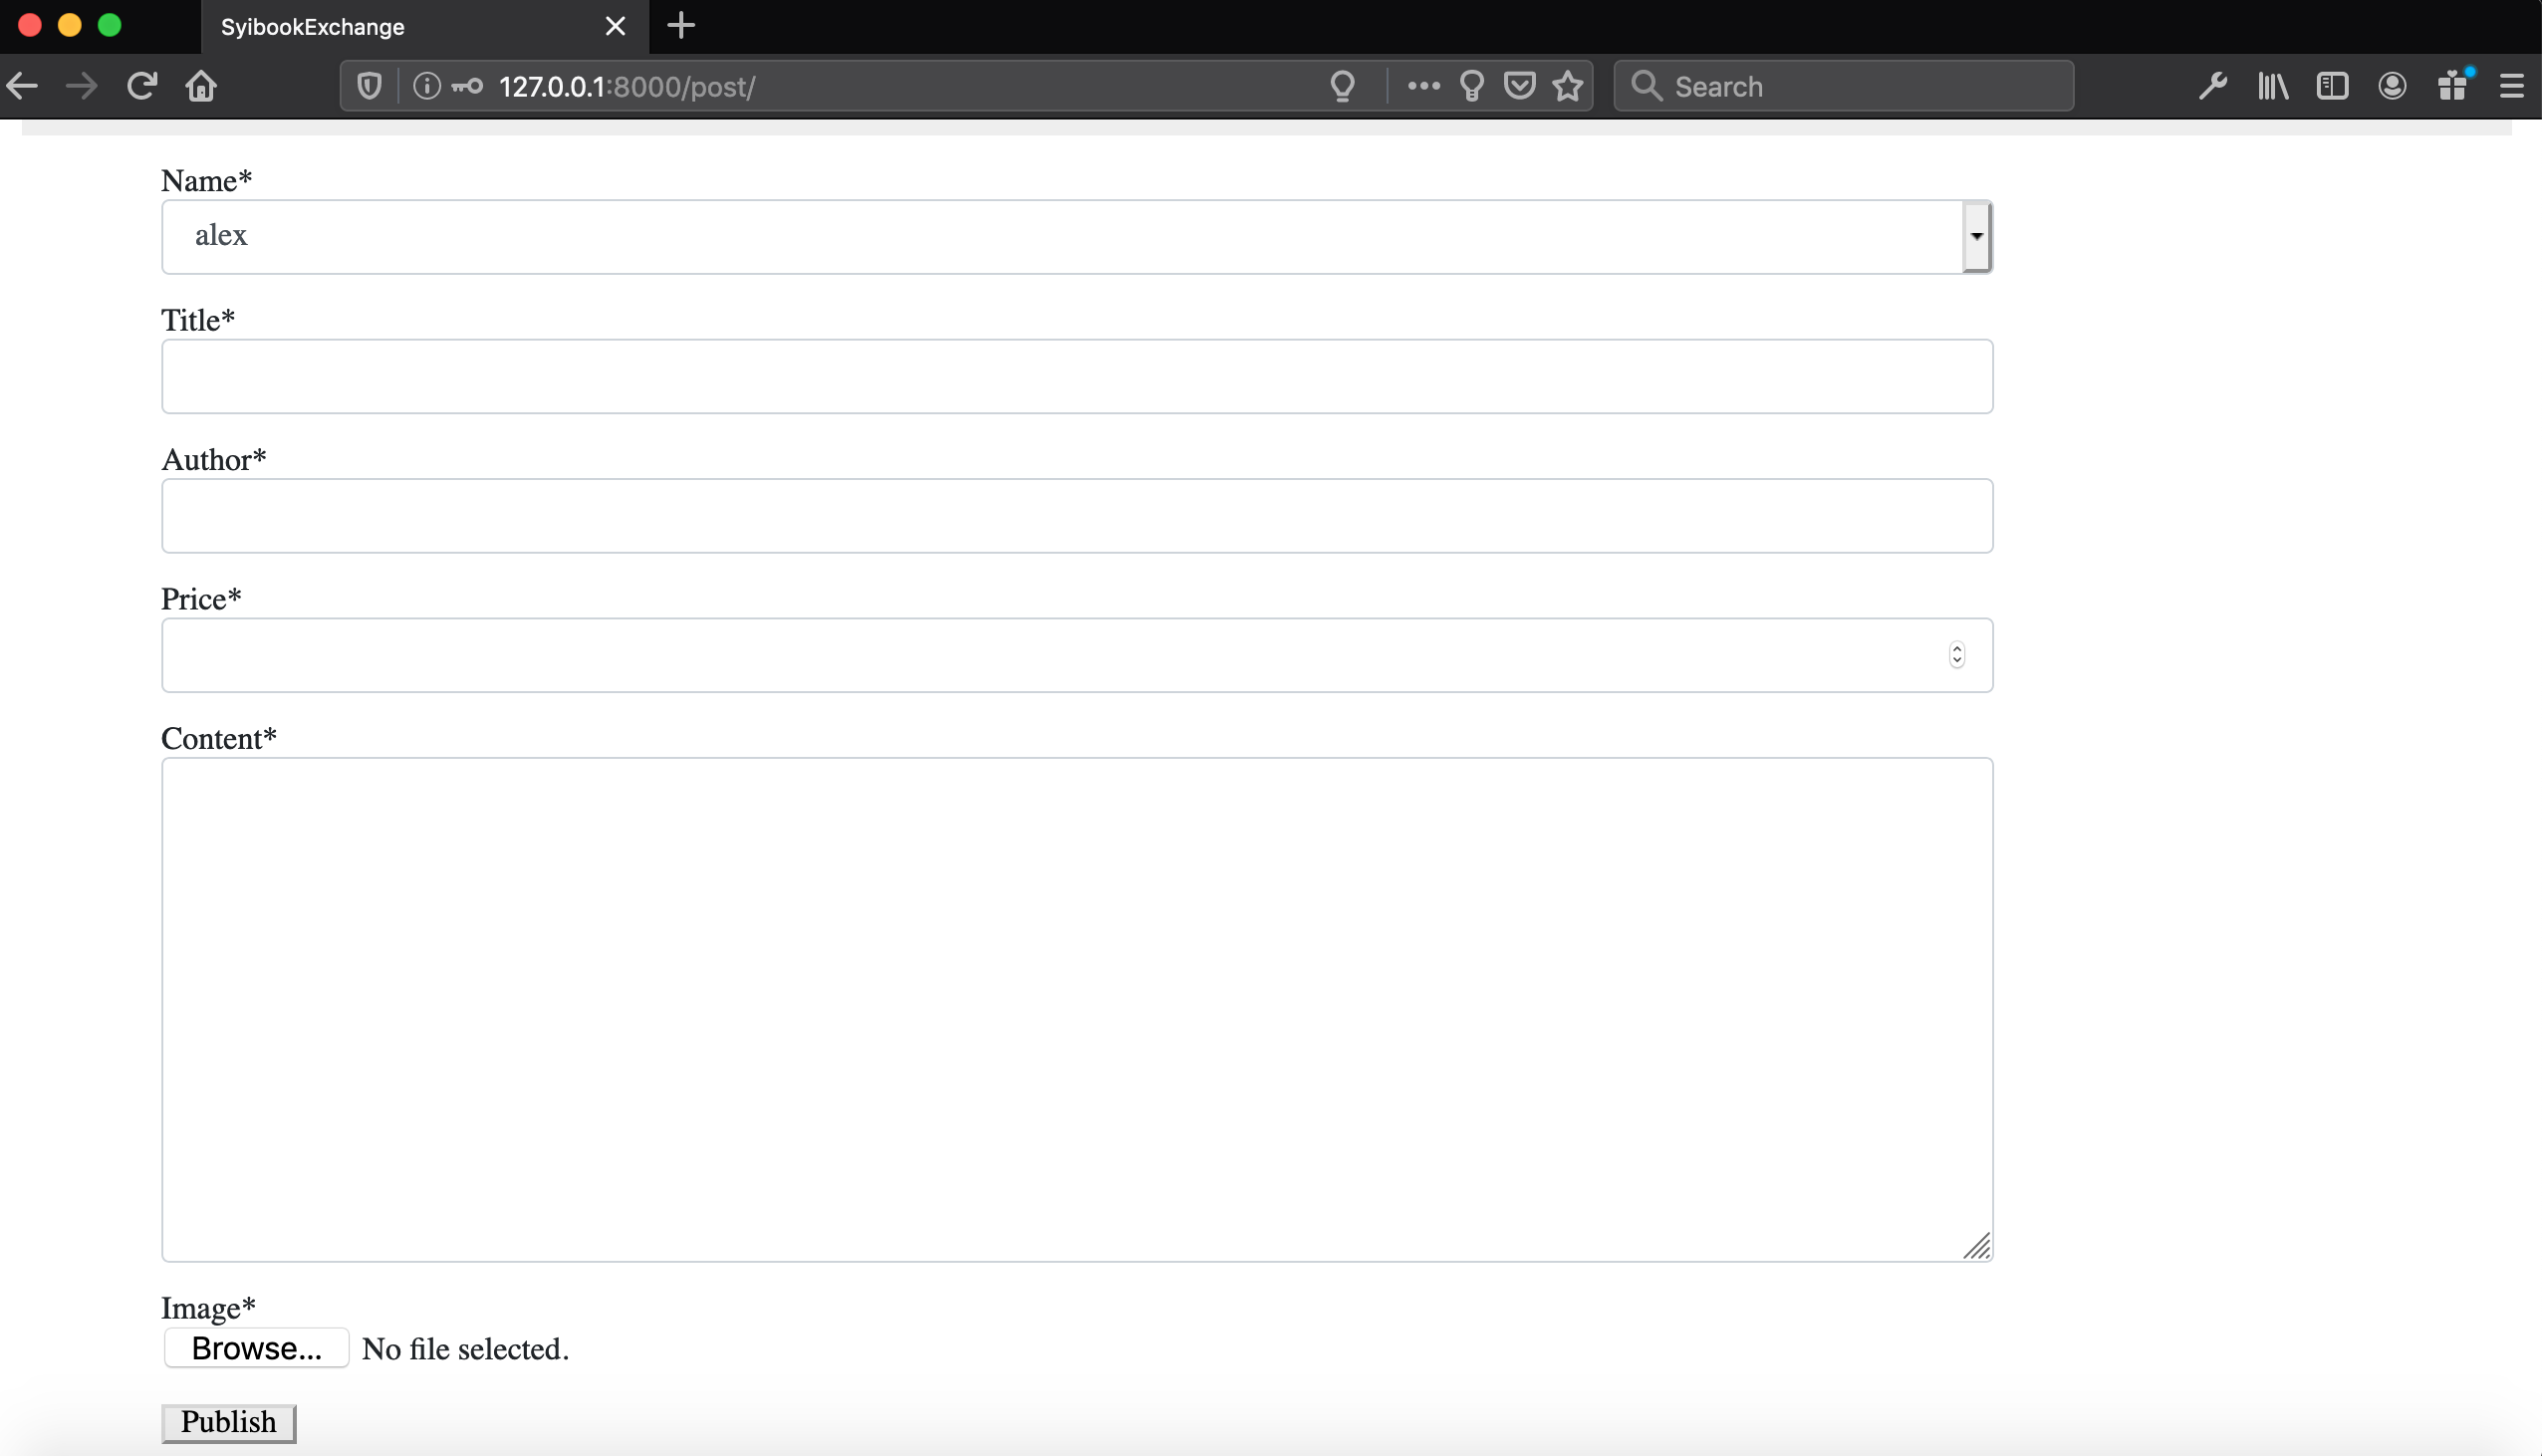 SyibookExchange
127.0.0.1:8000/post/
Search
Name*
alex
Title*
Author*
Price*
Content*
Image*
Browse... No file selected.
Publish